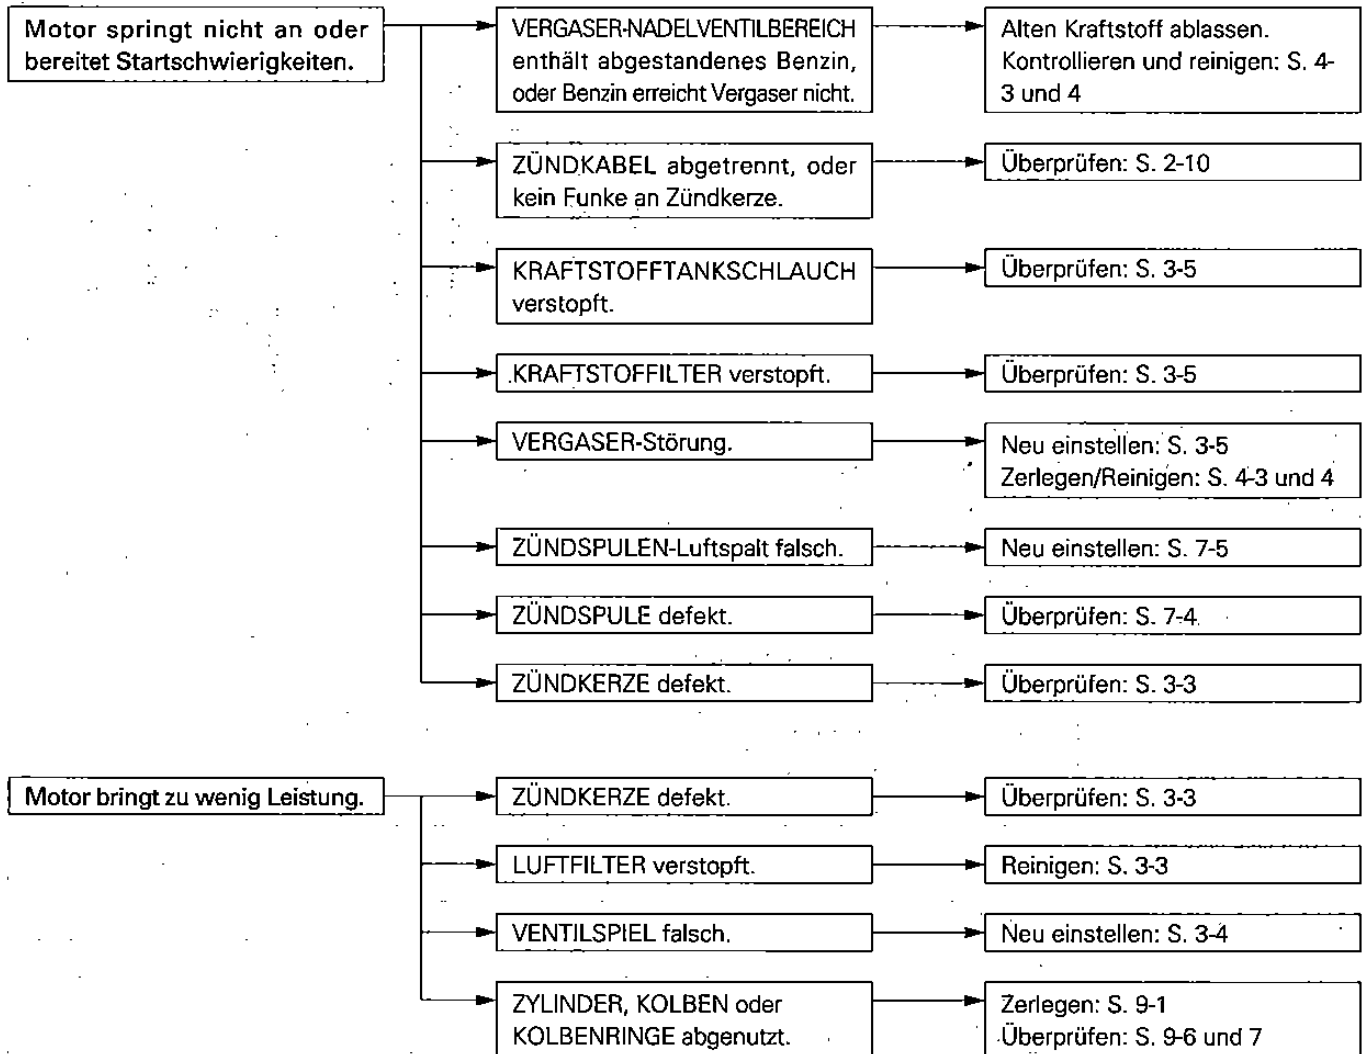 Motor springt nicht an oder
bereitet Startschwierigkeiten.
VERGASER-NADELVENTILBEREICH
enthält abgestandenes Benzin,
oder Benzin erreicht Vergaser nicht.
Alten Kraftstoff ablassen.
Kontrollieren und reinigen: S. 4-
3 und 4
ZÜNDKABEL abgetrennt, oder
kein Funke an Zündkerze.
Überprüfen: S. 2-10
KRAFTSTOFFTANKSCHLAUCH
verstopft.
Überprüfen: S. 3-5
KRAFTSTOFFILTER verstopft.
Überprüfen: S. 3-5
VERGASER-Störung.
Neu einstellen: S. 3-5
Zerlegen/Reinigen: S. 4-3 und 4
ZÜNDSPULEN-Luftspalt falsch.
Neu einstellen: S. 7-5
ZÜNDSPULE defekt.
Überprüfen: S. 7-4
ZÜNDKERZE defekt.
Überprüfen: S. 3-3
Motor bringt zu wenig Leistung.
ZÜNDKERZE defekt.
Überprüfen: S. 3-3
LUFTFILTER verstopft.
Reinigen: S. 3-3
VENTILSPIEL falsch.
Neu einstellen: S. 3-4
ZYLINDER, KOLBEN oder
KOLBENRINGE abgenutzt.
Zerlegen: S. 9-1
Überprüfen: S. 9-6 und 7